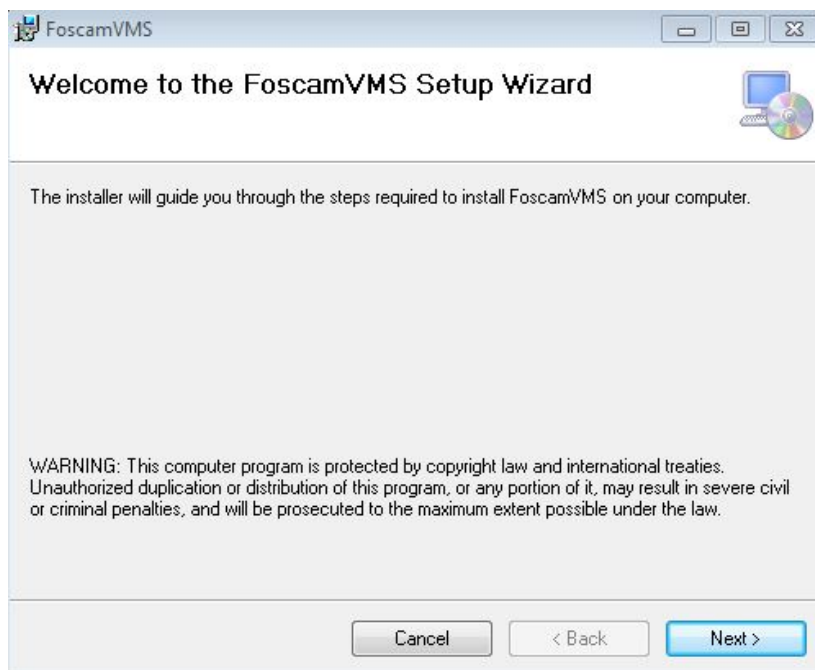 FoscamVMS
Welcome to the FoscamVMS Setup Wizard
The installer will guide you through the steps required to install FoscamVMS on your computer.
WARNING: This computer program is protected by copyright law and international treaties.
Unauthorized duplication or distribution of this program, or any portion of it, may result in severe civil
or criminal penalties, and will be prosecuted to the maximum extent possible under the law.
Cancel
< Back
Next >